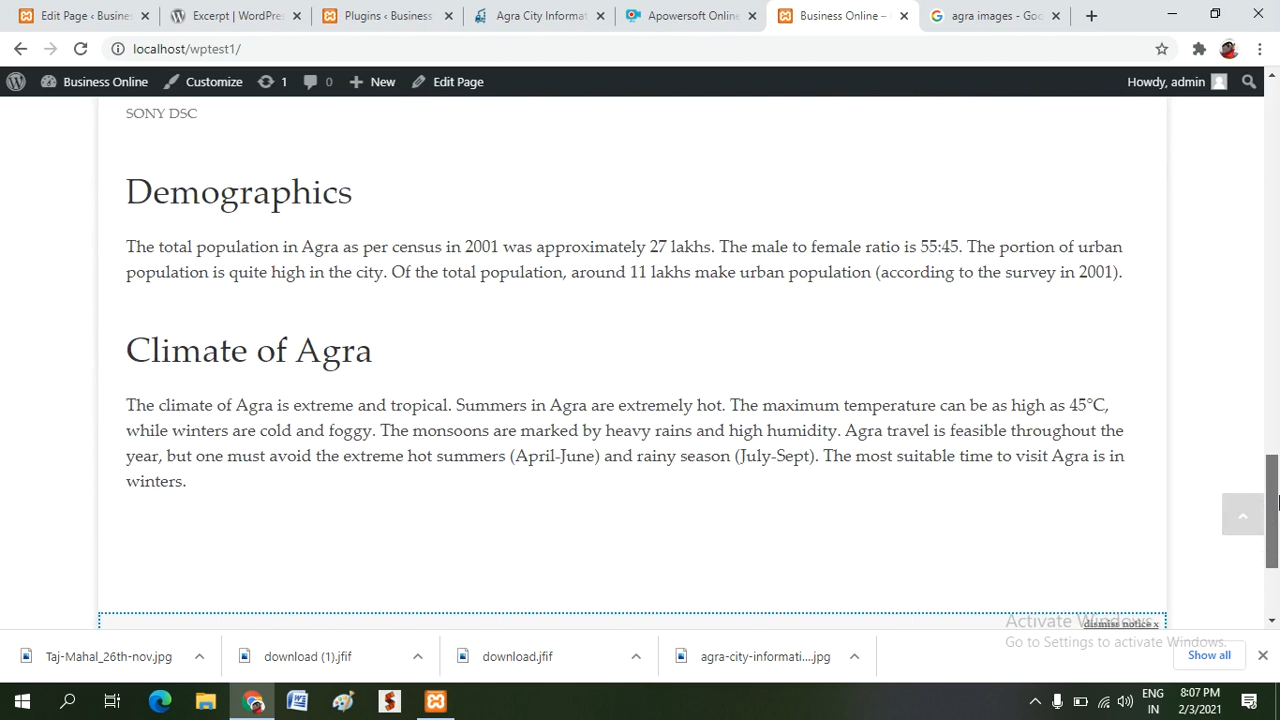 Edit Page ‹ Busines
Excerpt | WordPres
Plugins ‹ Business
Agra City Informat
Apowersoft Online
Business Online –
agra images - Goo
localhost/wptest1/
Business Online
Customize
1
0
New
Edit Page
Howdy, admin
SONY DSC
Demographics
The total population in Agra as per census in 2001 was approximately 27 lakhs. The male to female ratio is 55:45. The portion of urban
population is quite high in the city. Of the total population, around 11 lakhs make urban population (according to the survey in 2001).
Climate of Agra
The climate of Agra is extreme and tropical. Summers in Agra are extremely hot. The maximum temperature can be as high as 45°C,
while winters are cold and foggy. The monsoons are marked by heavy rains and high humidity. Agra travel is feasible throughout the
year, but one must avoid the extreme hot summers (April-June) and rainy season (July-Sept). The most suitable time to visit Agra is in
winters.
dismiss notice x
Activate Windows
Go to Settings to activate Windows.
Taj-Mahal_26th-nov.jpg
download (1).jfif
download.jfif
agra-city-informati....jpg
Show all
ENG
IN
8:07 PM
2/3/2021